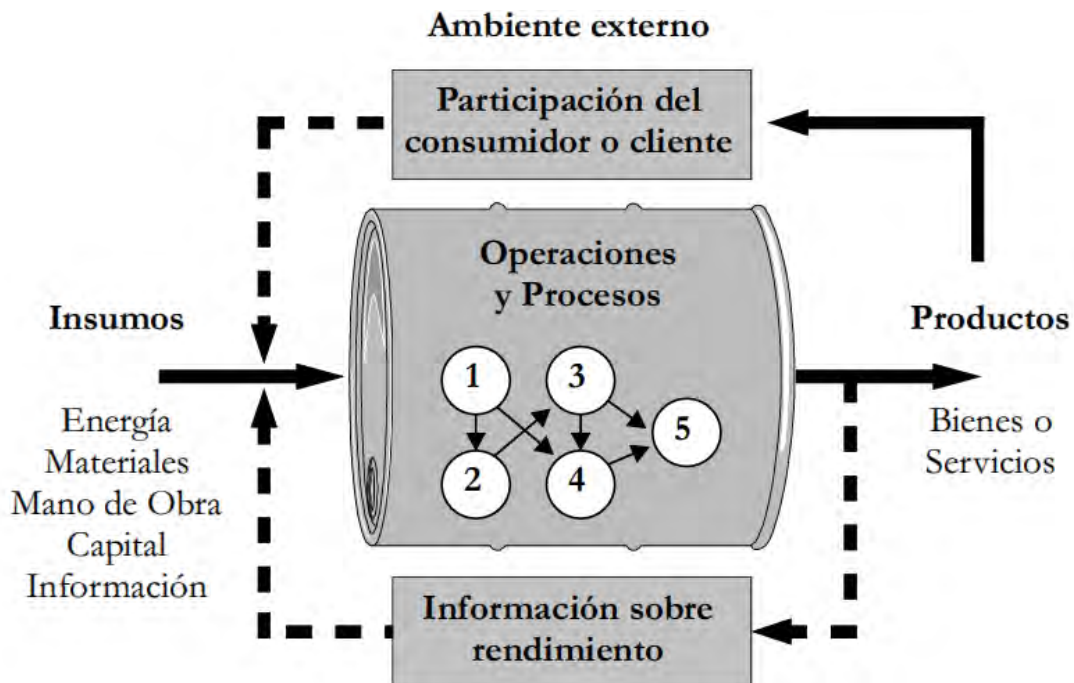 Ambiente externo
Participación del
consumidor o cliente
Operaciones
y Procesos
Insumos
Productos
1
3
5
2
4
Energía
Materiales
Mano de Obra
Capital
Información
Bienes o
Servicios
Información sobre
rendimiento